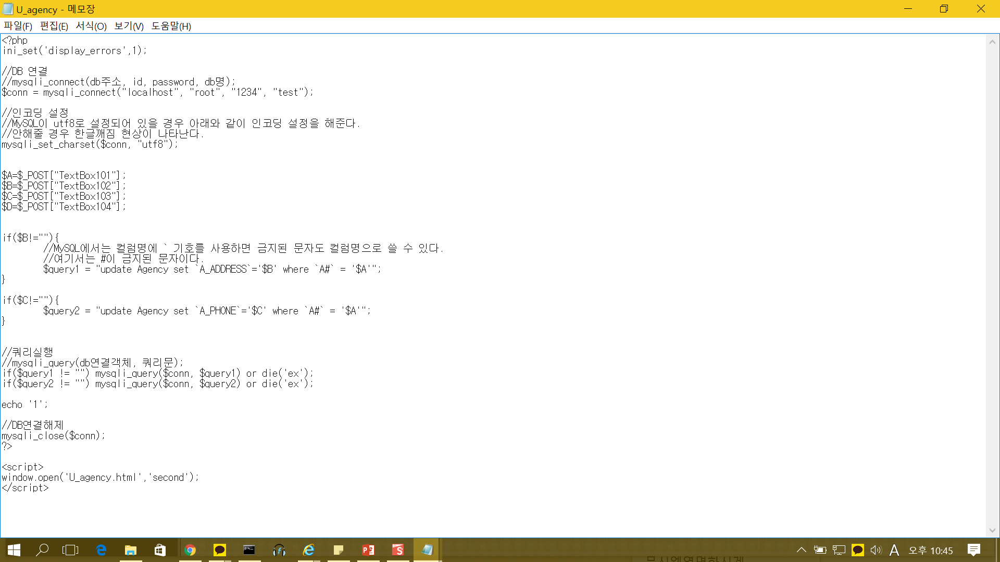 U_agency - 메모장
파일(F) 편집(E) 서식(O) 보기(V) 도움말(H)
<?php
ini_set('display_errors',1);
//DB 연결
//mysqli_connect(db주소, id, password, db명);
$conn = mysqli_connect("localhost", "root", "1234", "test");
//인코딩 설정
//MySQL이 utf8로 설정되어 있을 경우 아래와 같이 인코딩 설정을 해준다.
//안해줄 경우 한글깨짐 현상이 나타난다.
mysqli_set_charset($conn, "utf8");
$A=$_POST["TextBox101"];
$B=$_POST["TextBox102"];
$C=$_POST["TextBox103"];
$D=$_POST["TextBox104"];
if($B!=""){
//MySQL에서는 컬럼명에 ` 기호를 사용하면 금지된 문자도 컬럼명으로 쓸 수 있다.
//여기서는 #이 금지된 문자이다.
$query1 = "update Agency set `A_ADDRESS`='$B' where `A#` = '$A'";
}
if($C!=""){
$query2 = "update Agency set `A_PHONE`='$C' where `A#` = '$A'";
}
//쿼리실행
//mysqli_query(db연결객체, 쿼리문);
if($query1 != "") mysqli_query($conn, $query1) or die('ex');
if($query2 != "") mysqli_query($conn, $query2) or die('ex');
echo '1';
//DB연결해제
mysqli_close($conn);
?>
<script>
window.open('U_agency.html','second');
</script>
A 오후 10:45